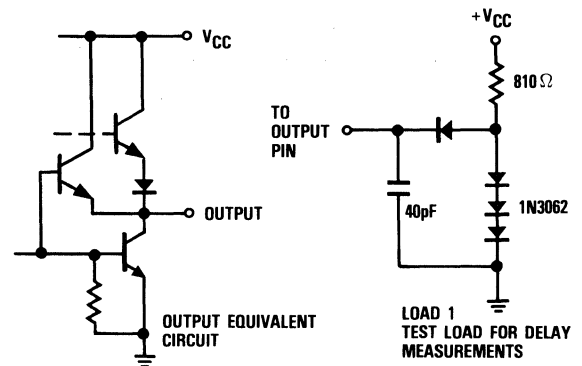 VCC
OUTPUT
OUTPUT EQUIVALENT
CIRCUIT
+VCC
810Ω
TO
OUTPUT
PIN
40pF
1N3062
LOAD 1
TEST LOAD FOR DELAY
MEASUREMENTS